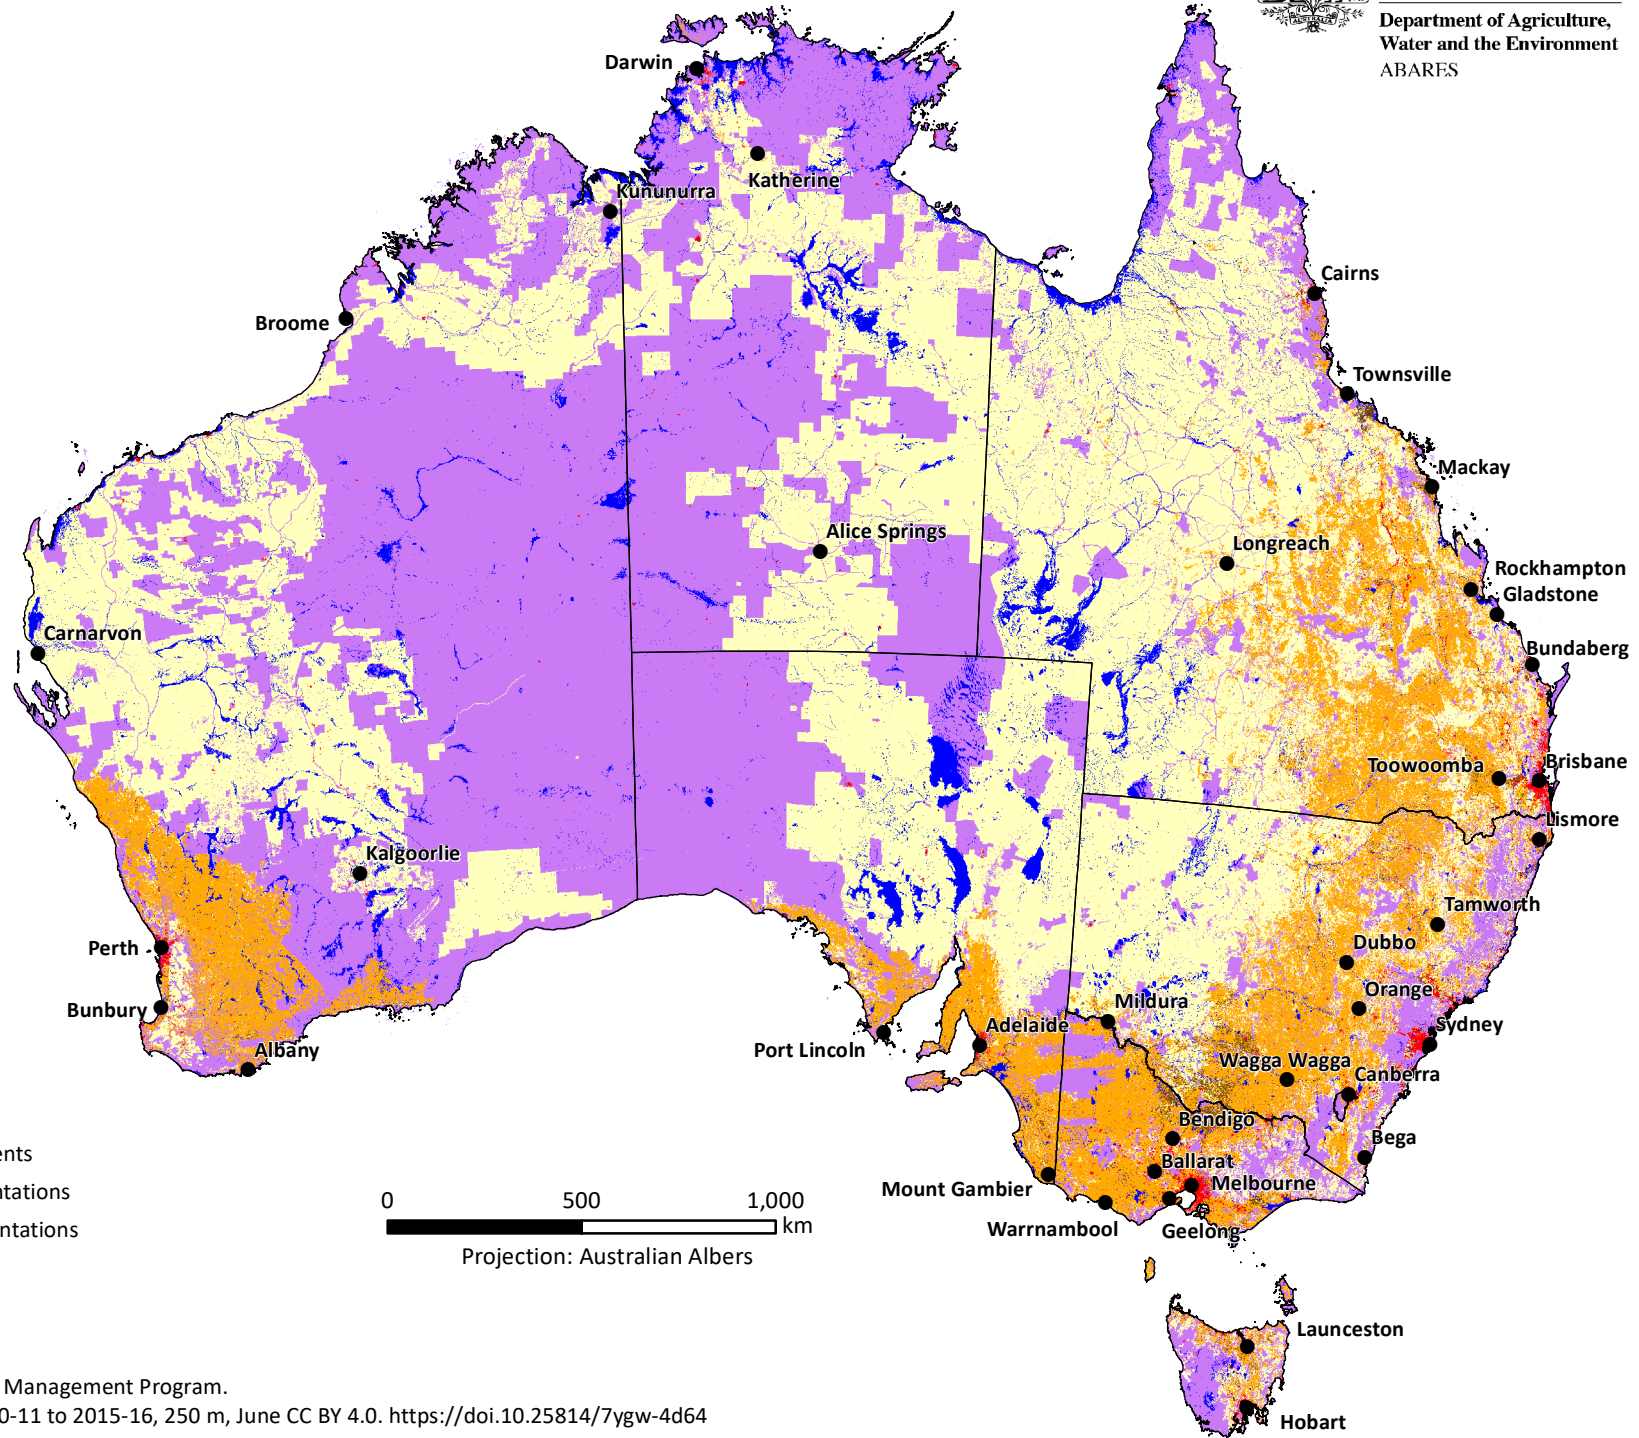 AUSTRALIA
Department of Agriculture,
Water and the Environment
ABARES
Darwin
Katherine
Kununurra
Cairns
Broome
Townsville
Mackay
Alice Springs
Longreach
Rockhampton
Gladstone
Carnarvon
Bundaberg
Toowoomba
Brisbane
Lismore
Kalgoorlie
Tamworth
Perth
Dubbo
Orange
Mildura
Bunbury
Adelaide
Sydney
Albany
Port Lincoln
Wagga Wagga
Canberra
Bendigo
Bega
ents
Ballarat
Mount Gambier
Melbourne
ntations
0 500 1,000
km
Warrnambool
Geelong
ntations
Projection: Australian Albers
Launceston
Management Program.
0-11 to 2015-16, 250 m, June CC BY 4.0. https://doi.org/10.25814/7ygw-4d64
Hobart